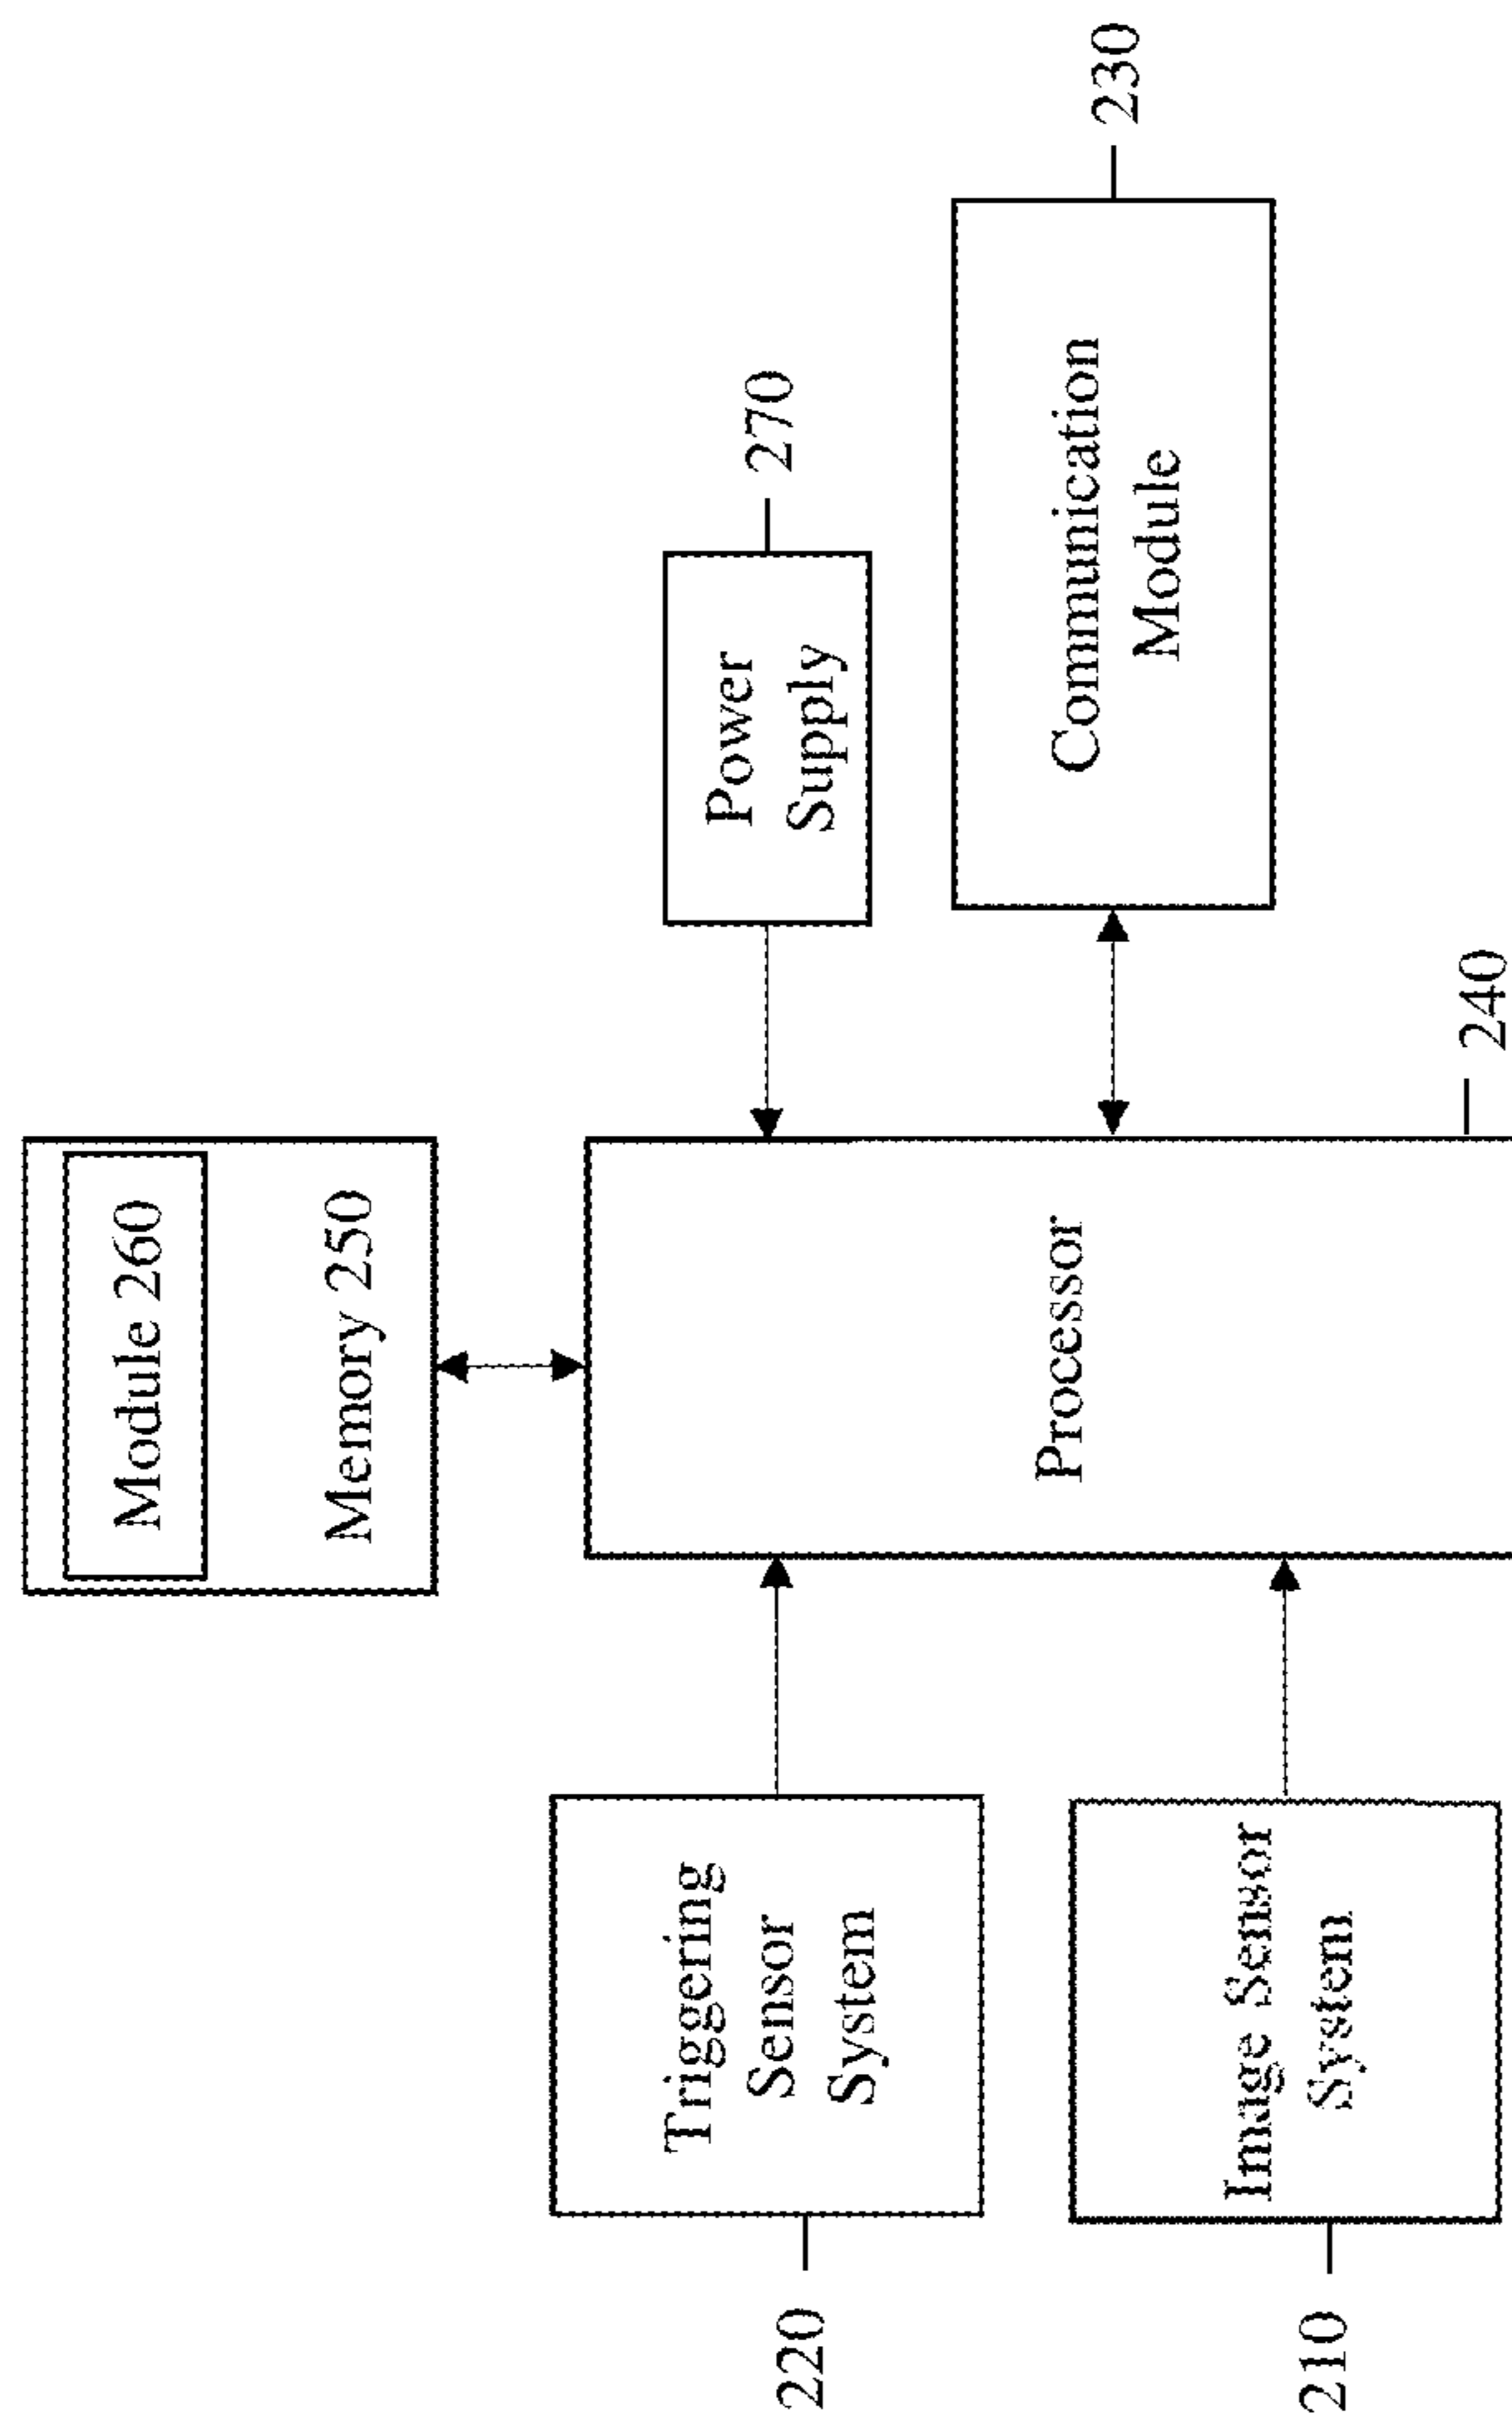 Module 260
Memory 250
220
Triggering
Sensor
System
Processor
Power
Supply
270
210
Image Sensor
System
Communication
Module
230
240